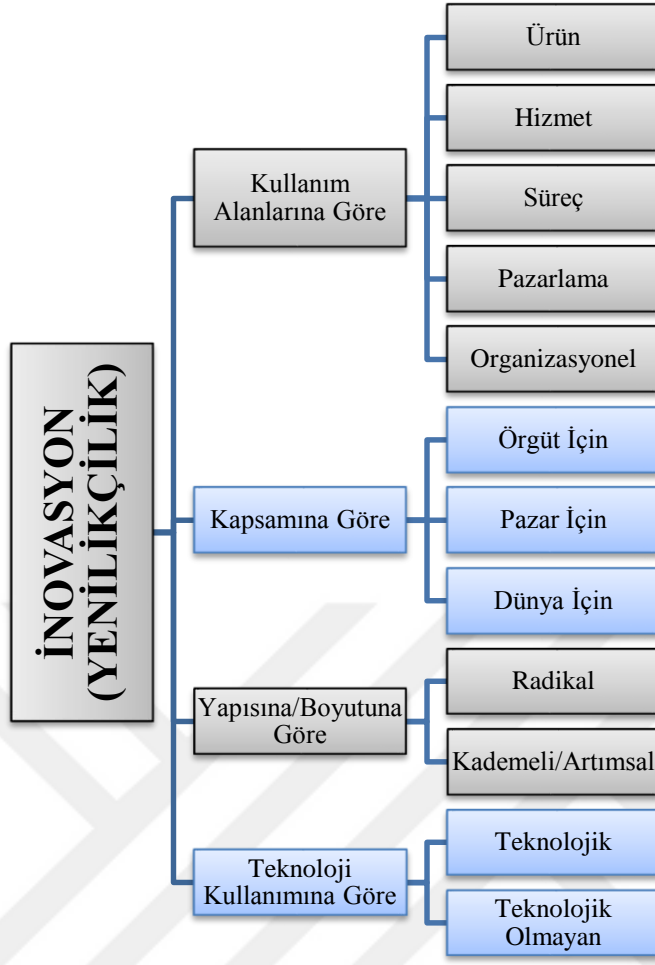 İNOVASYON
(YENİLİKÇİLİK)
Kullanım
Alanlarına Göre
Ürün
Hizmet
Süreç
Pazarlama
Organizasyonel
Kapsamına Göre
Örgüt İçin
Pazar İçin
Dünya İçin
Yapısına/Boyutuna
Göre
Radikal
Kademeli/Artımsal
Teknoloji
Kullanımına Göre
Teknolojik
Teknolojik
Olmayan